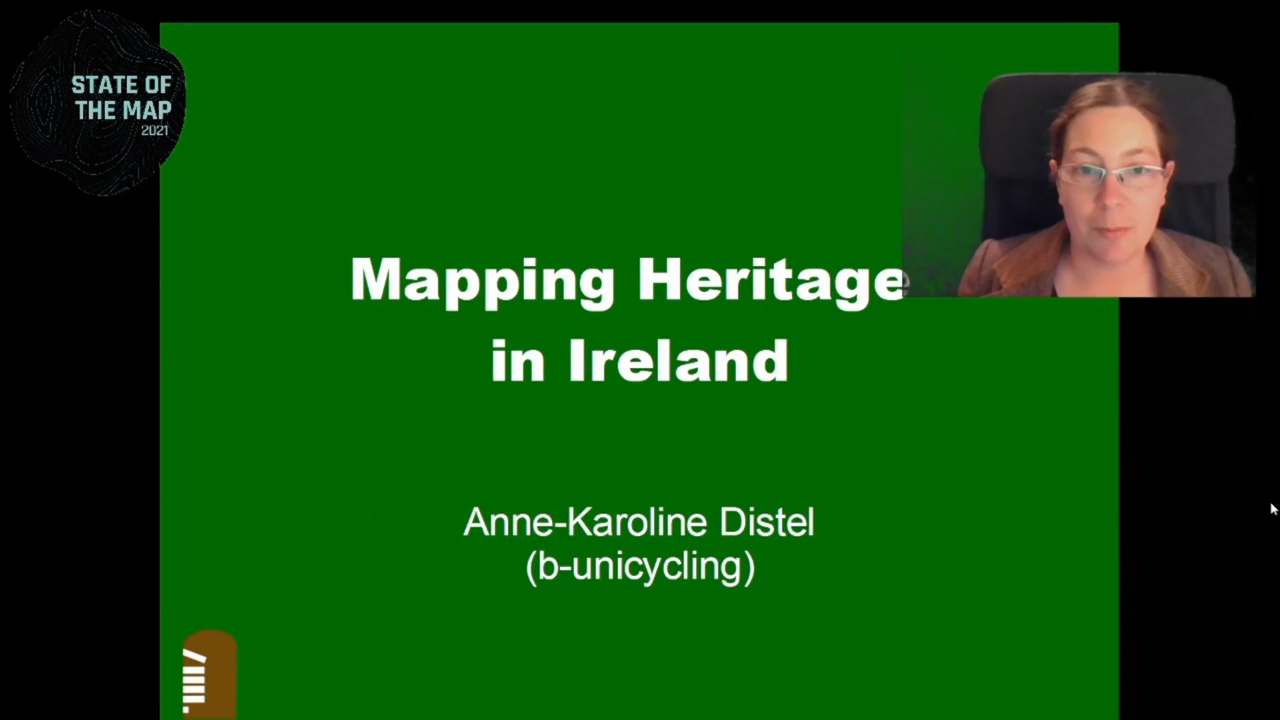 STATE OF
THE MAP
2021
Mapping Heritage
in Ireland
Anne-Karoline Distel
(b-unicycling)